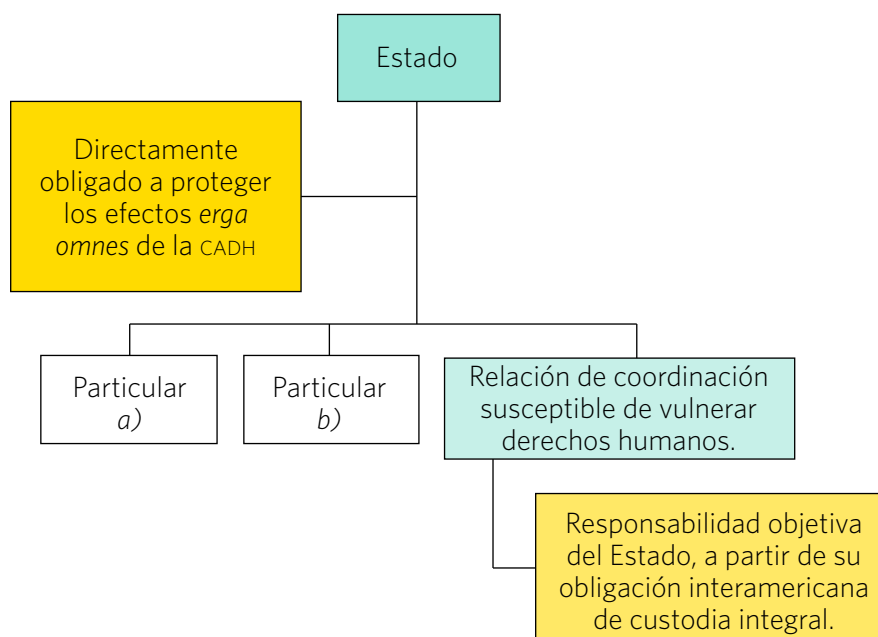 Estado
Directamente
obligado a proteger
los efectos erga
omnes de la CADH
Particular
a)
Particular
b)
Relación de coordinación
susceptible de vulnerar
derechos humanos.
Responsabilidad objetiva
del Estado, a partir de su
obligación interamericana
de custodia integral.